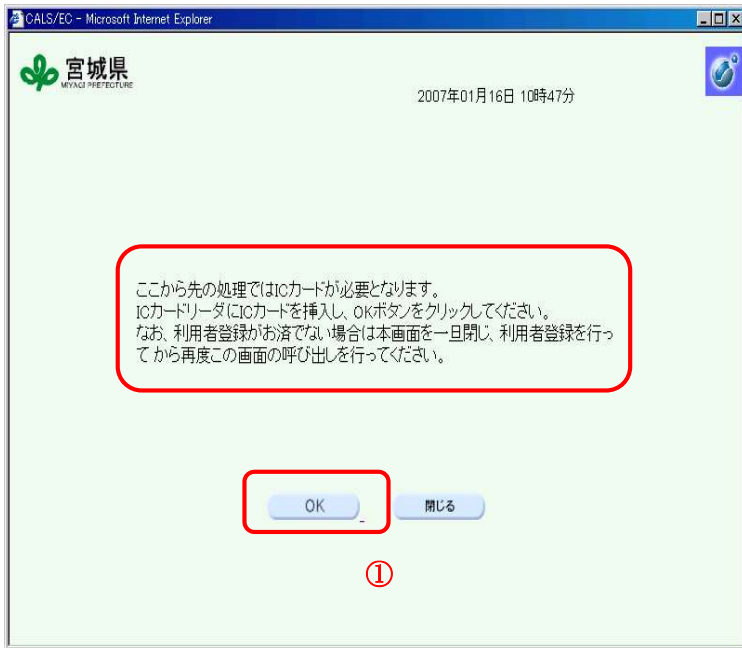 CALS/EC - Microsoft Internet Explorer
宮城県
MIYAGI PREFECTURE
2007年01月16日 10時47分
ここから先の処理ではICカードが必要となります。
ICカードリーダにICカードを挿入し、OKボタンをクリックしてください。
なお、利用者登録がお済でない場合は本画面を一旦閉じ、利用者登録を行っ
て から再度この画面の呼び出しを行ってください。
OK 閉じる
①